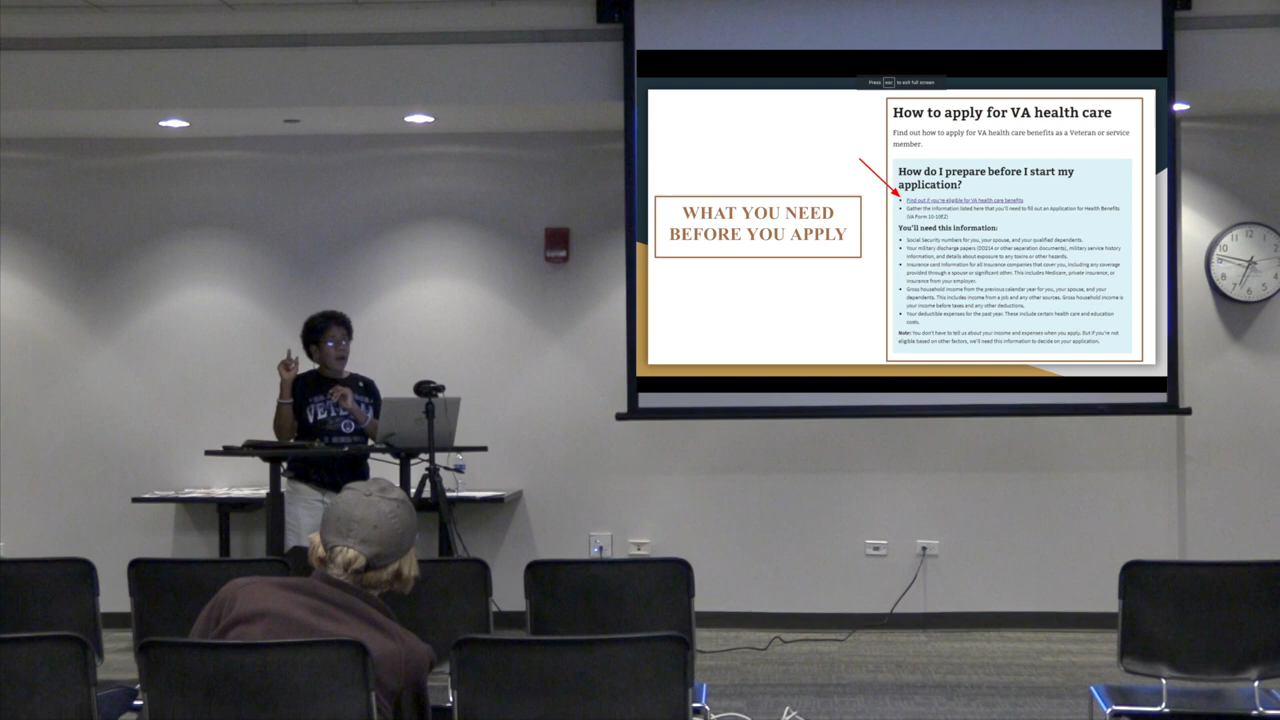 Press esc to exit full screen
WHAT YOU NEED
BEFORE YOU APPLY
How to apply for VA health care
Find out how to apply for VA health care benefits as a Veteran or service
member.
How do I prepare before I start my
application?
Find out if you're eligible for VA health care benefits
Gather the information listed here that you'll need to fill out an Application for Health Benefits
(VA Form 10-10EZ)
You'll need this information:
Social Security numbers for you, your spouse, and your qualified dependents.
Your military discharge papers (DD214 or other separation documents), military service history
information, and details about exposure to any toxins or other hazards.
Insurance card information for all insurance companies that cover you, including any coverage
provided through a spouse or significant other. This includes Medicare, private insurance, or
insurance from your employer.
Gross household income from the previous calendar year for you, your spouse, and your
dependents. This includes income from a job and any other sources. Gross household income is
your income before taxes and any other deductions.
Your deductible expenses for the past year. These include certain health care and education
costs.
Note: You don't have to tell us about your income and expenses when you apply. But if you're not
eligible based on other factors, we'll need this information to decide on your application.